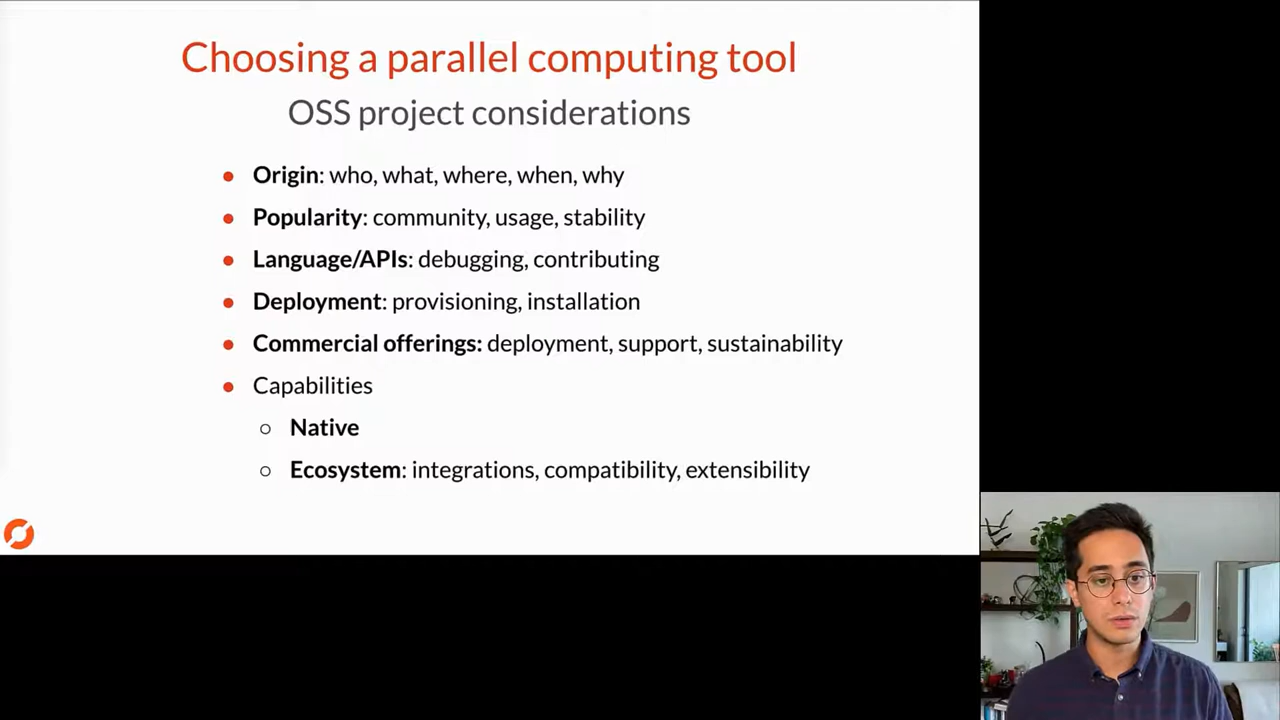 Choosing a parallel computing tool
OSS project considerations
● Origin: who, what, where, when, why
● Popularity: community, usage, stability
● Language/APIs: debugging, contributing
● Deployment: provisioning, installation
● Commercial offerings: deployment, support, sustainability
● Capabilities
○ Native
○ Ecosystem: integrations, compatibility, extensibility